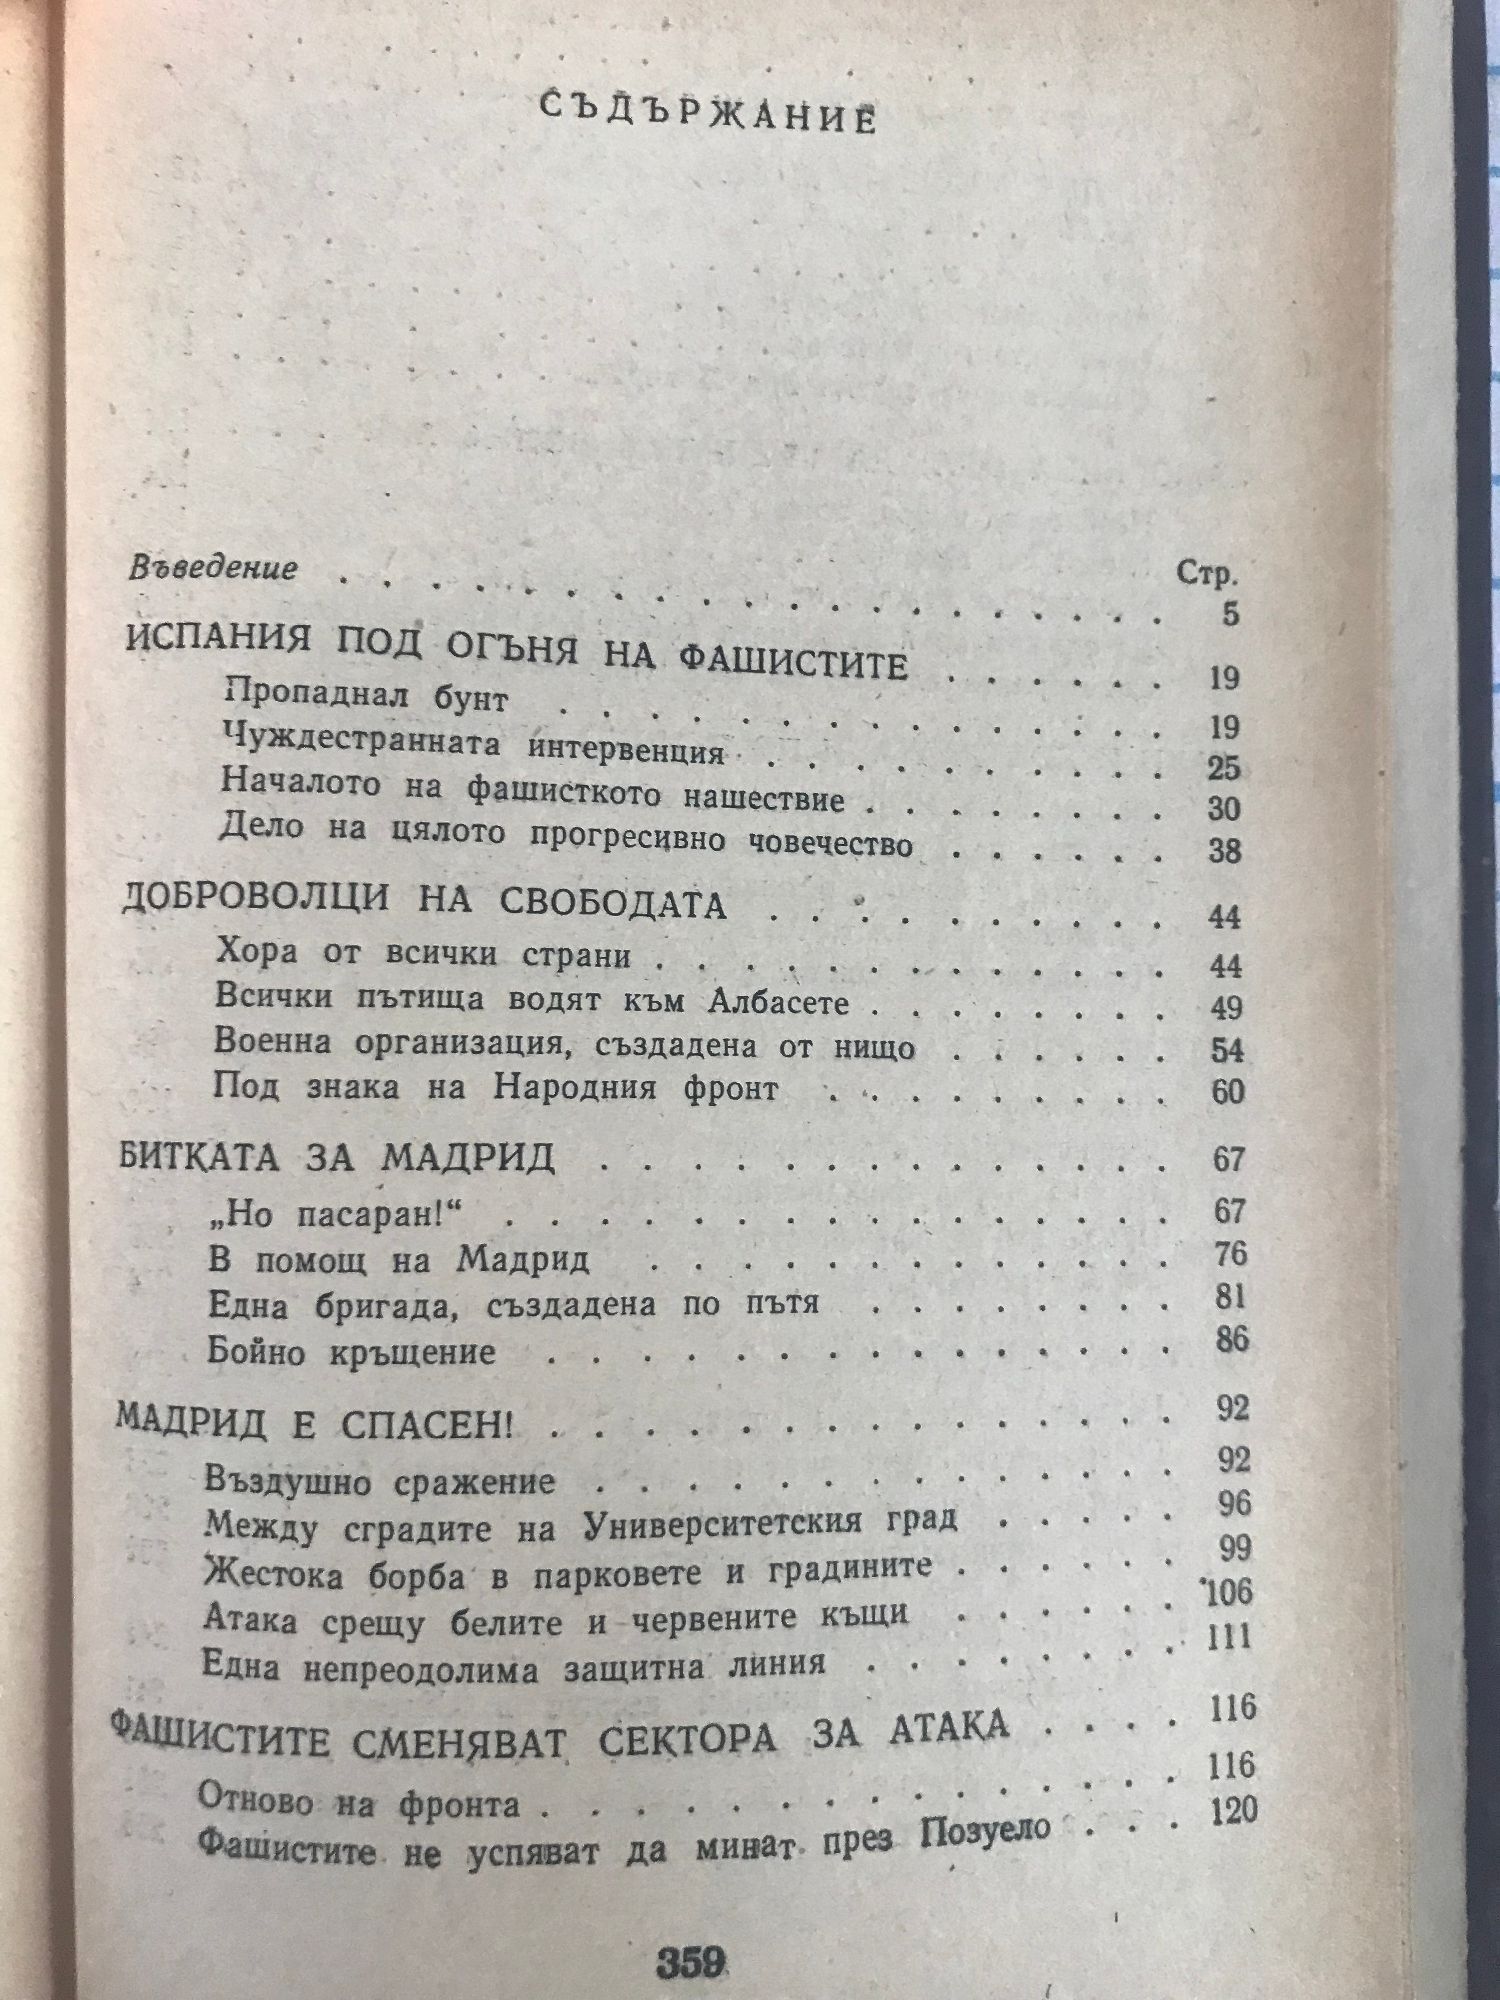 СЪДЪРЖАНИЕ
Стр.
Въведение . . . . . . . . . . . . . . . . . . . 5
ИСПАНИЯ ПОД ОГЪНЯ НА ФАШИСТИТЕ . . . . . . 19
Пропаднал бунт . . . . . . . . . . . . . . 19
Чуждестранната интервенция . . . . . . . . . 25
Началото на фашисткото нашествие . . . . . . . 30
Дело на цялото прогресивно човечество . . . . . 38
ДОБРОВОЛЦИ НА СВОБОДАТА . . . . . . . . . 44
Хора от всички страни . . . . . . . . . . . . 44
Всички пътища водят към Албасете . . . . . . . 49
Военна организация, създадена от нищо . . . . . 54
Под знака на Народния фронт . . . . . . . . 60
БИТКАТА ЗА МАДРИД . . . . . . . . . . . . . 67
„Но пасаран!“ . . . . . . . . . . . . . . . 67
В помощ на Мадрид . . . . . . . . . . . . 76
Една бригада, създадена по пътя . . . . . . . 81
Бойно кръщение . . . . . . . . . . . . . . 86
МАДРИД Е СПАСЕН! . . . . . . . . . . . . . . 92
Въздушно сражение . . . . . . . . . . . . . 92
Между сградите на Университетския град . . . . . 96
Жестока борба в парковете и градините . . . . . 99
Атака срещу белите и червените къщи . . . . . . 106
Една непреодолима защитна линия . . . . . . . 111
ФАШИСТИТЕ СМЕНЯВАТ СЕКТОРА ЗА АТАКА . . . . 116
Отново на фронта . . . . . . . . . . . . . . 116
Фашистите не успяват да минат през Позуело . . . 120
359